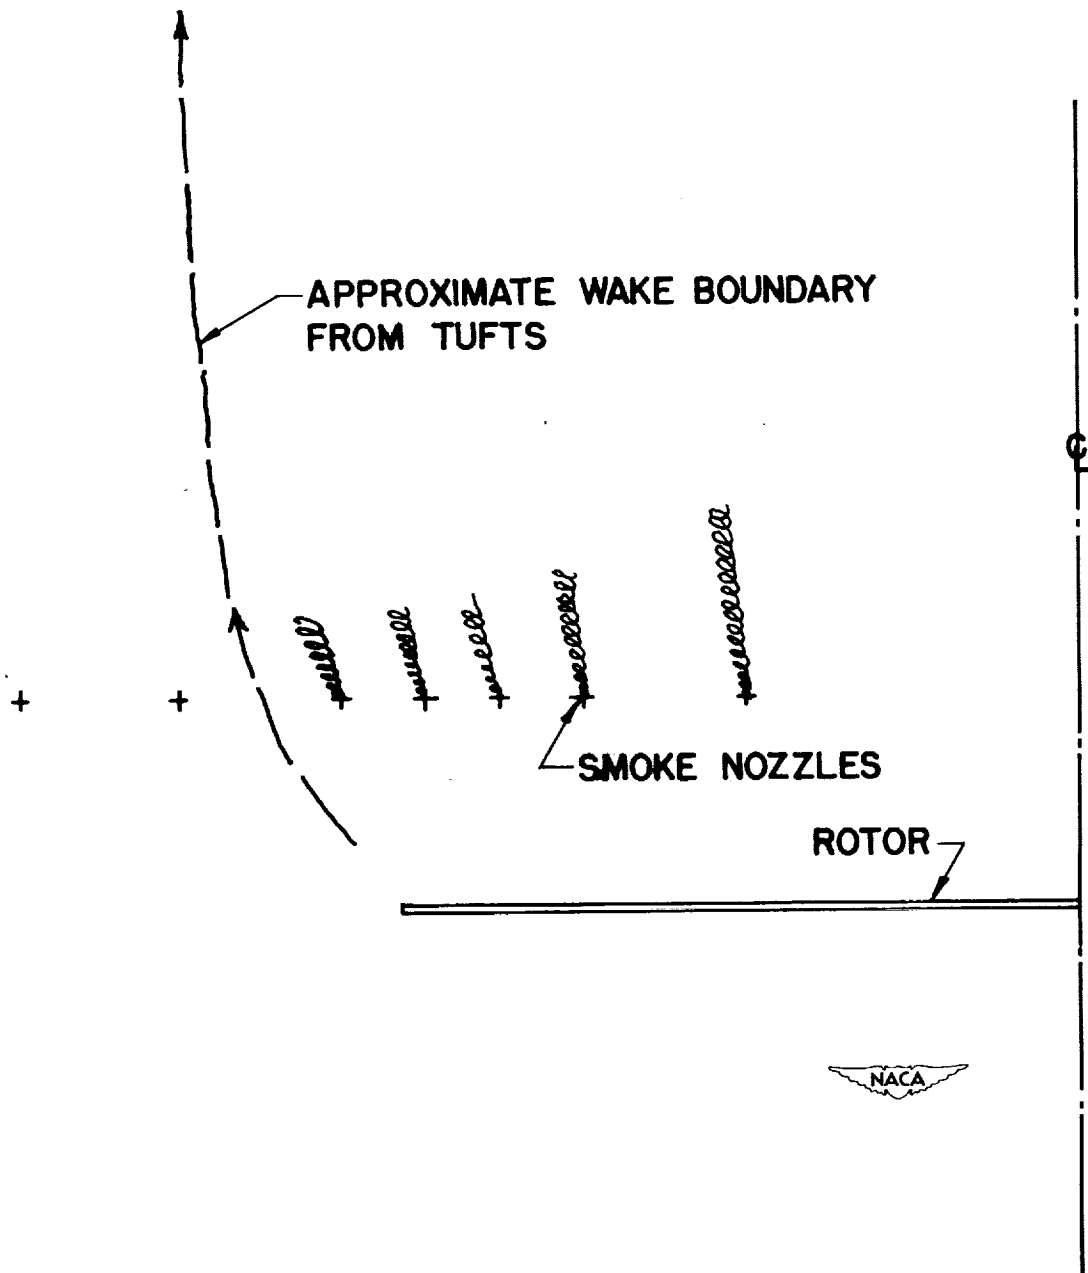 APPROXIMATE WAKE BOUNDARY
FROM TUFTS
℄
SMOKE NOZZLES
ROTOR
NACA